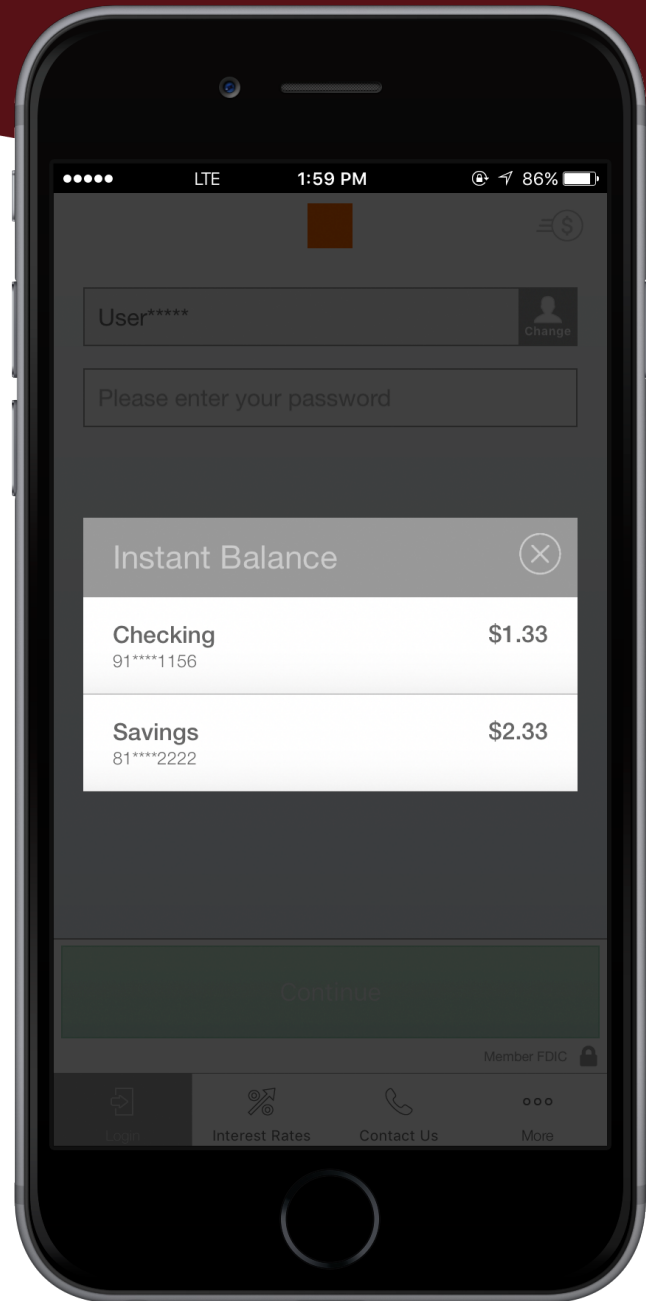 LTE 1:59 PM 86%
$
User*****
Change
Please enter your password
Instant Balance
Checking $1.33
91****1156
Savings $2.33
81****2222
Continue
Member FDIC
Login Interest Rates Contact Us More